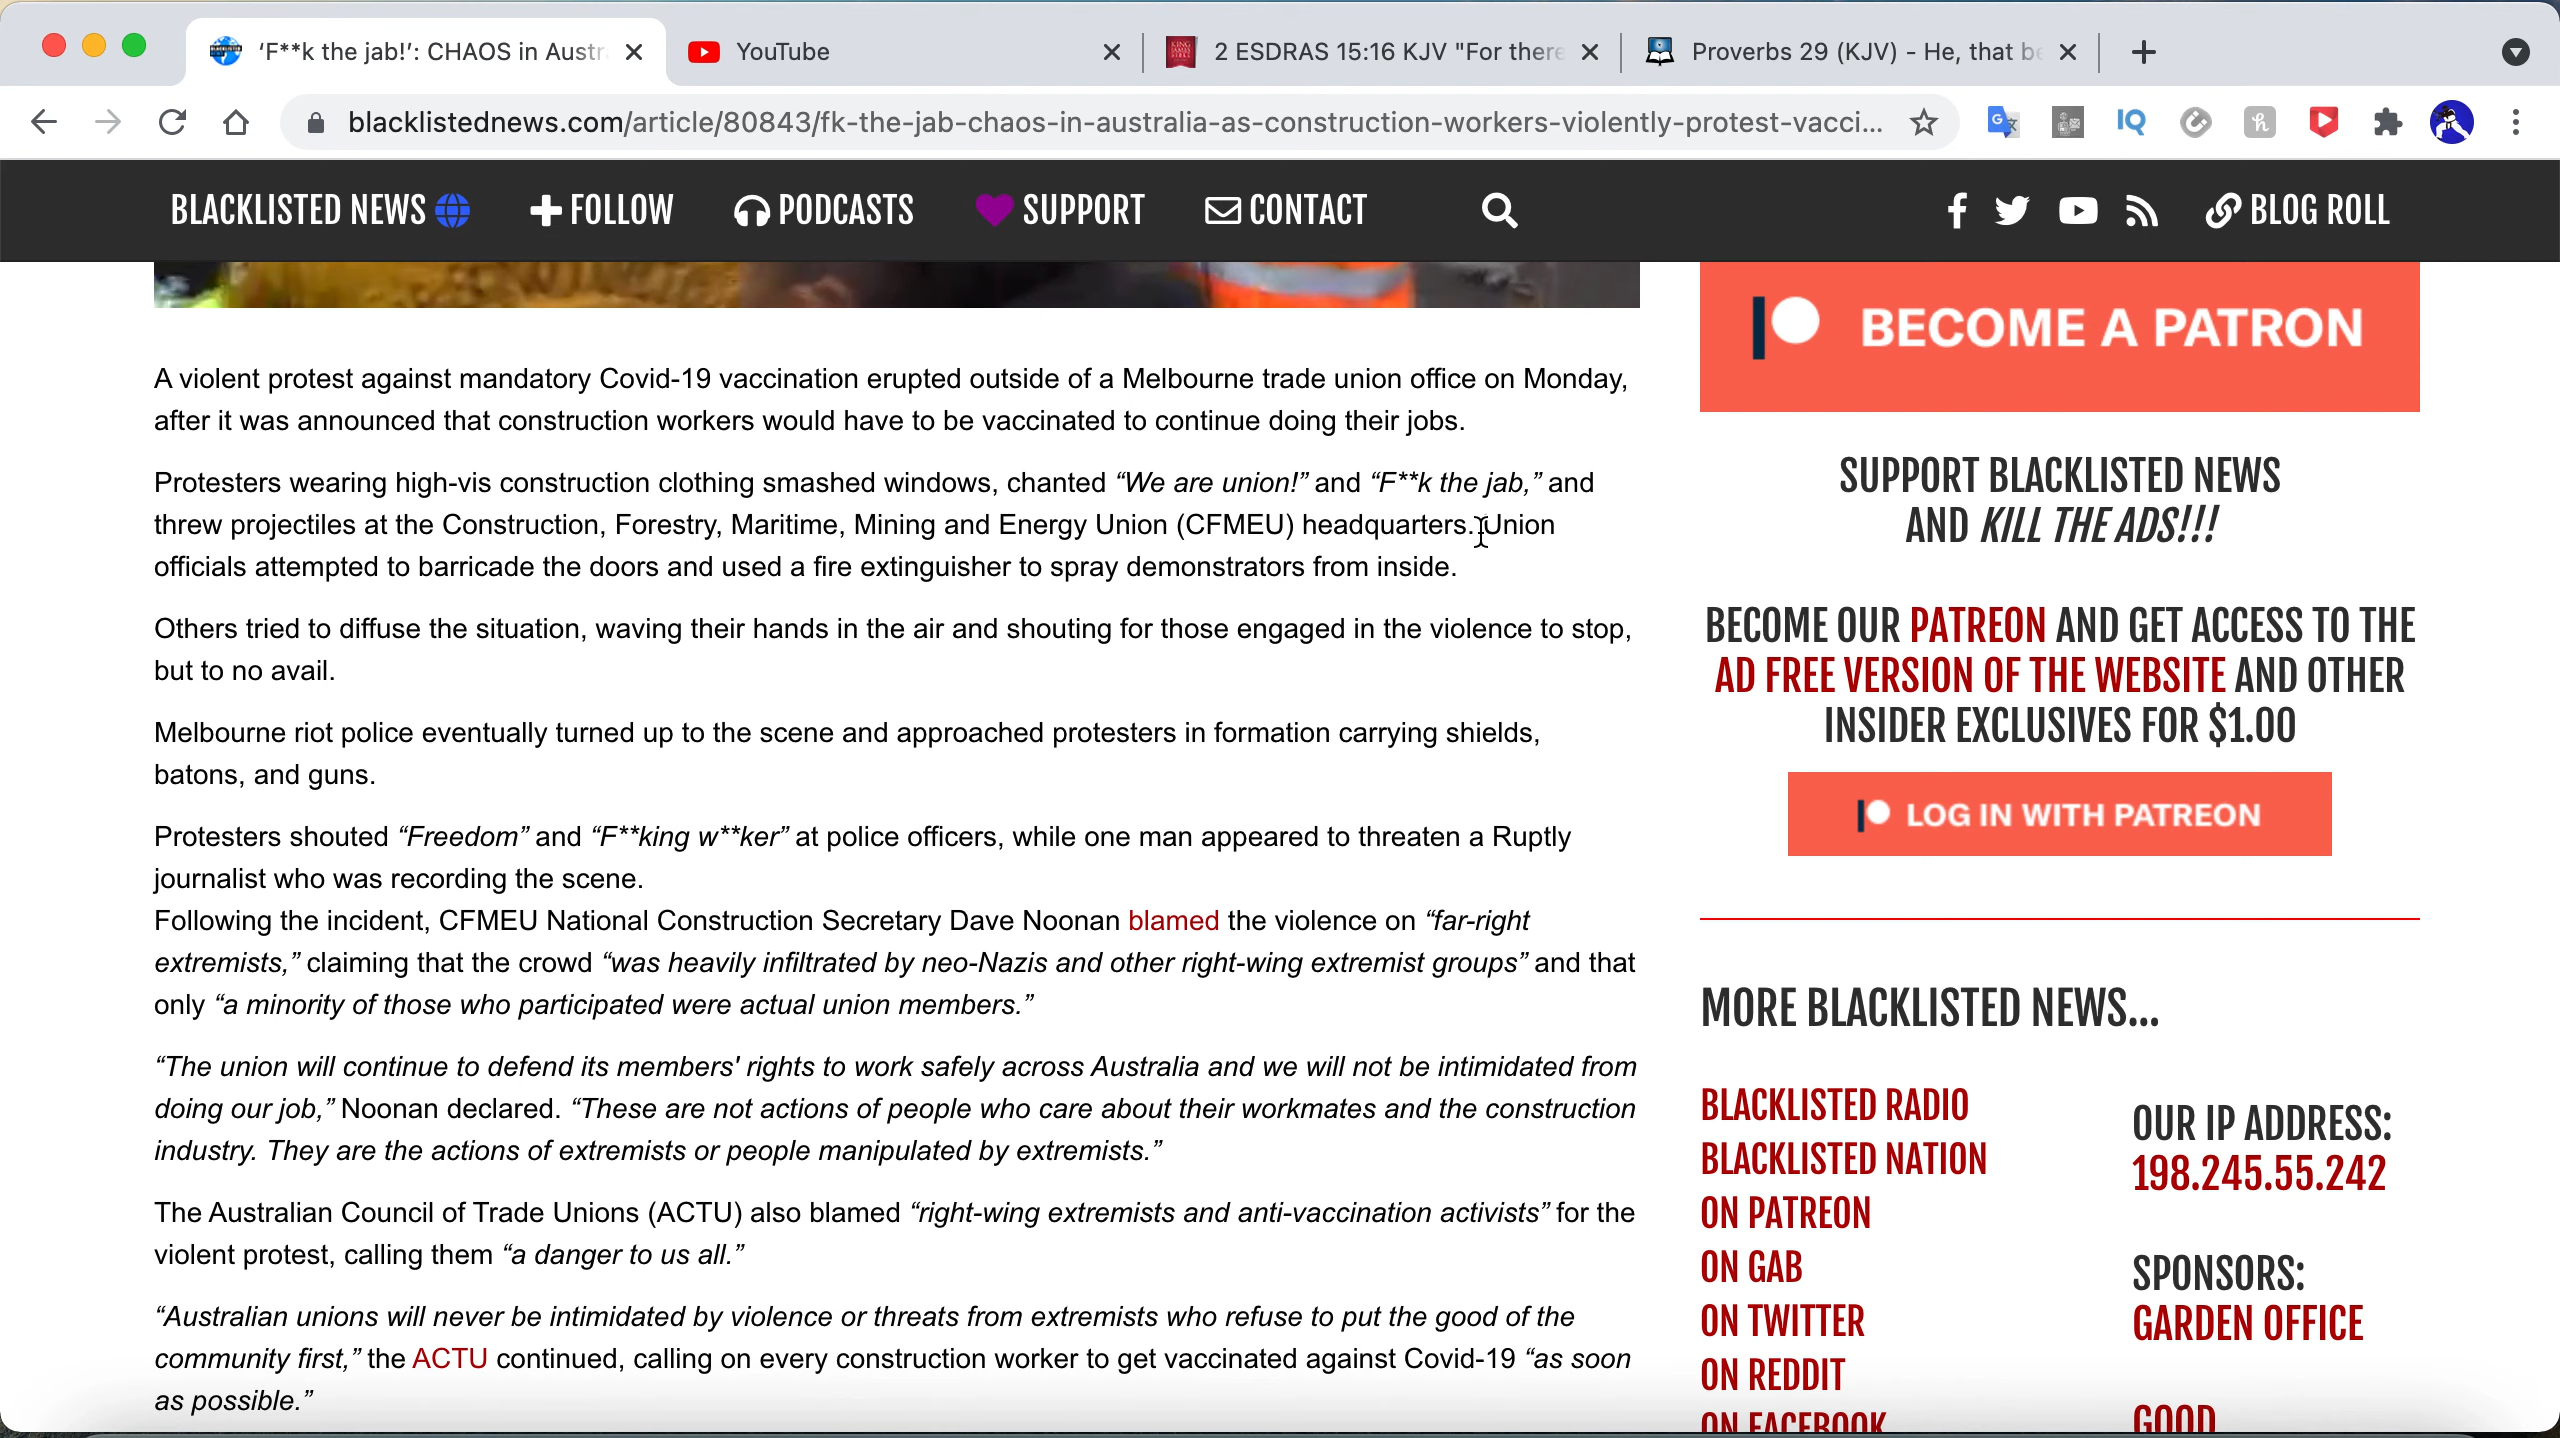 ‘F**k the jab!’: CHAOS in Austr
YouTube
2 ESDRAS 15:16 KJV "For there
Proverbs 29 (KJV) - He, that be
blacklistednews.com/article/80843/fk-the-jab-chaos-in-australia-as-construction-workers-violently-protest-vacci...
BLACKLISTED NEWS
FOLLOW
PODCASTS
SUPPORT
CONTACT
BLOG ROLL
A violent protest against mandatory Covid-19 vaccination erupted outside of a Melbourne trade union office on Monday,
after it was announced that construction workers would have to be vaccinated to continue doing their jobs.
Protesters wearing high-vis construction clothing smashed windows, chanted “We are union!” and “F**k the jab,” and
threw projectiles at the Construction, Forestry, Maritime, Mining and Energy Union (CFMEU) headquarters. Union
officials attempted to barricade the doors and used a fire extinguisher to spray demonstrators from inside.
Others tried to diffuse the situation, waving their hands in the air and shouting for those engaged in the violence to stop,
but to no avail.
Melbourne riot police eventually turned up to the scene and approached protesters in formation carrying shields,
batons, and guns.
Protesters shouted “Freedom” and “F**king w**ker” at police officers, while one man appeared to threaten a Ruptly
journalist who was recording the scene.
Following the incident, CFMEU National Construction Secretary Dave Noonan blamed the violence on “far-right
extremists,” claiming that the crowd “was heavily infiltrated by neo-Nazis and other right-wing extremist groups” and that
only “a minority of those who participated were actual union members.”
“The union will continue to defend its members' rights to work safely across Australia and we will not be intimidated from
doing our job,” Noonan declared. “These are not actions of people who care about their workmates and the construction
industry. They are the actions of extremists or people manipulated by extremists.”
The Australian Council of Trade Unions (ACTU) also blamed “right-wing extremists and anti-vaccination activists” for the
violent protest, calling them “a danger to us all.”
“Australian unions will never be intimidated by violence or threats from extremists who refuse to put the good of the
community first,” the ACTU continued, calling on every construction worker to get vaccinated against Covid-19 “as soon
as possible.”
BECOME A PATRON
SUPPORT BLACKLISTED NEWS
AND KILL THE ADS!!!
BECOME OUR PATREON AND GET ACCESS TO THE
AD FREE VERSION OF THE WEBSITE AND OTHER
INSIDER EXCLUSIVES FOR $1.00
LOG IN WITH PATREON
MORE BLACKLISTED NEWS...
BLACKLISTED RADIO
BLACKLISTED NATION
ON PATREON
ON GAB
ON TWITTER
ON REDDIT
ON FACEBOOK
OUR IP ADDRESS:
198.245.55.242
SPONSORS:
GARDEN OFFICE
GOOD